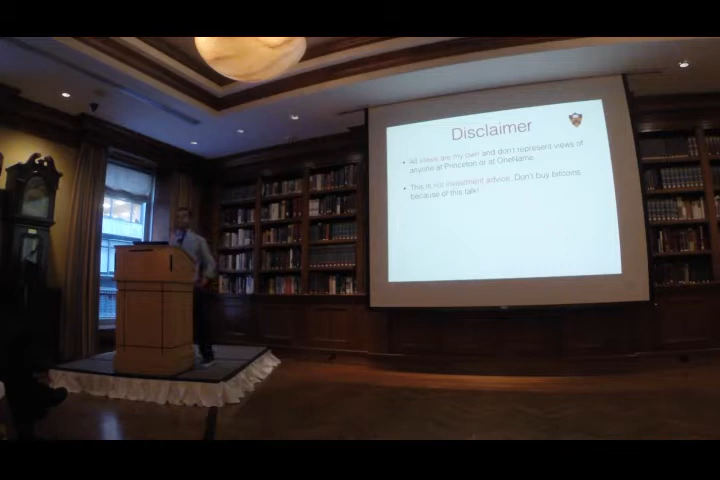 Disclaimer
• All views are my own and don't represent views of
anyone at Princeton or at OneName
• This is not investment advice. Don't buy bitcoins
because of this talk!